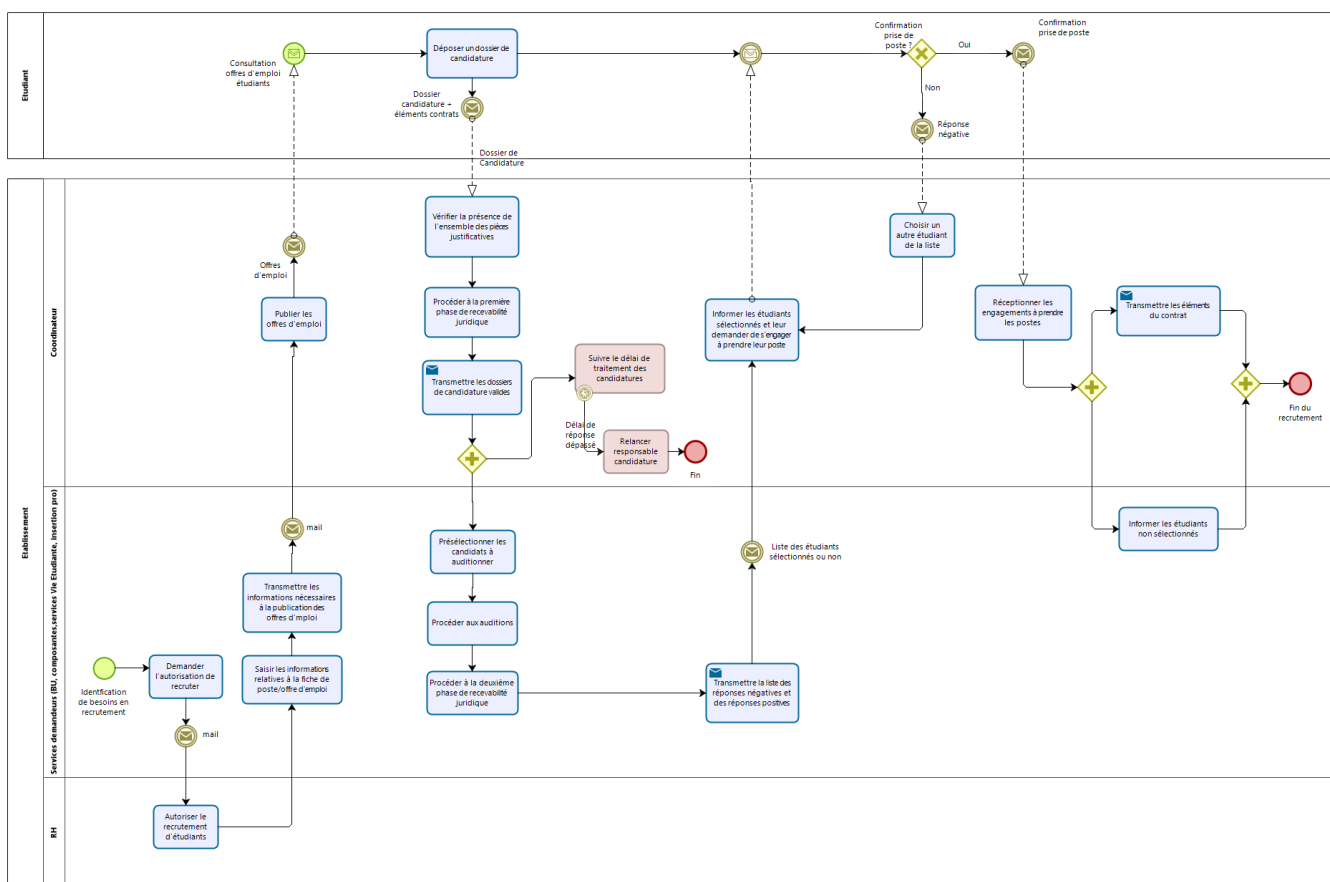 Etudiant
Consultation
offres d'emploi
étudiants
Déposer un dossier de
candidature
Dossier
candidature +
éléments contrats
Dossier de
Candidature
Confirmation
prise de
poste ?
Oui
Non
Confirmation
prise de poste
Réponse
négative
Etablissement
Coordinateur
Offres
d'emploi
Publier les
offres d'emploi
Vérifier la présence de
l'ensemble des pièces
justificatives
Procéder à la première
phase de recevabilité
juridique
Transmettre les dossiers
de candidature valides
Suivre le délai de
traitement des
candidatures
Délai de
réponse
dépassé
Relancer
responsable
candidature
Fin
Informer les étudiants
sélectionnés et leur
demander de s'engager
à prendre leur poste
Choisir un
autre étudiant
de la liste
Réceptionner les
engagements à prendre
les postes
Transmettre les éléments
du contrat
Fin du
recrutement
Services demandeurs (BU, composantes,services Vie Etudiante, insertion pro)
Identfication
de besoins en
recrutement
Demander
l'autorisation de
recruter
mail
Saisir les informations
relatives à la fiche de
poste/offre d'emploi
Transmettre les
informations nécessaires
à la publication des
offres d'mploi
mail
Présélectionner les
candidats à
auditionner
Procéder aux auditions
Procéder à la deuxième
phase de recevabilité
juridique
Transmettre la liste des
réponses négatives et
des réponses positives
Liste des étudiants
sélectionnés ou non
Informer les étudiants
non sélectionnés
RH
Autoriser le
recrutement
d'étudiants